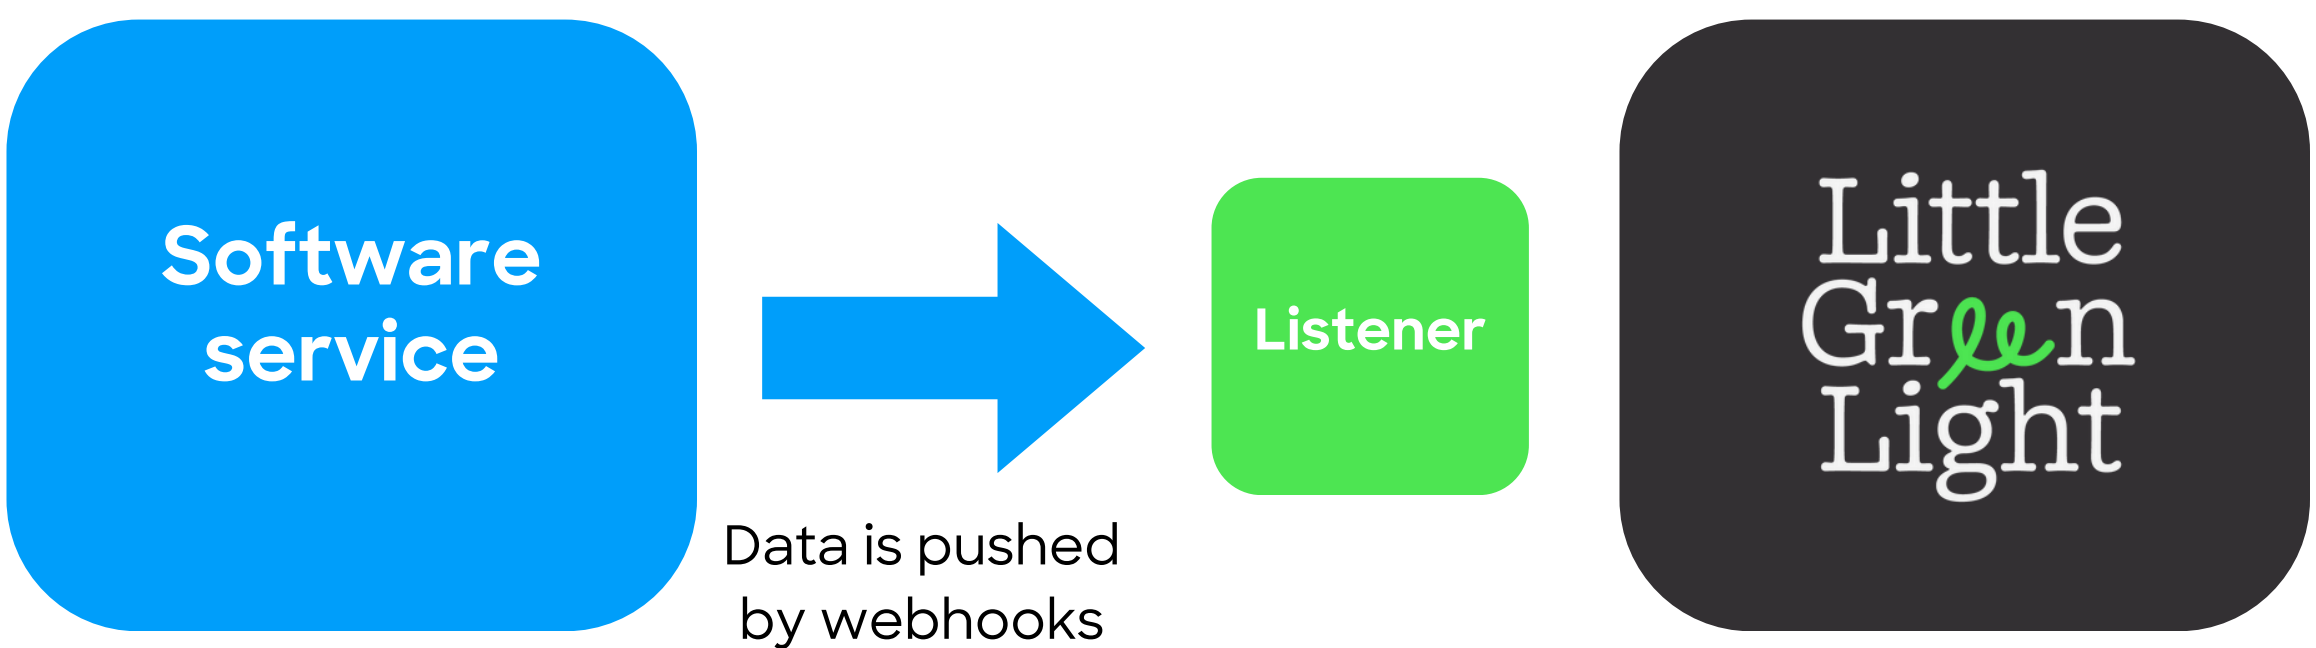 Software
service
Data is pushed
by webhooks
Listener
Little
Green
Light